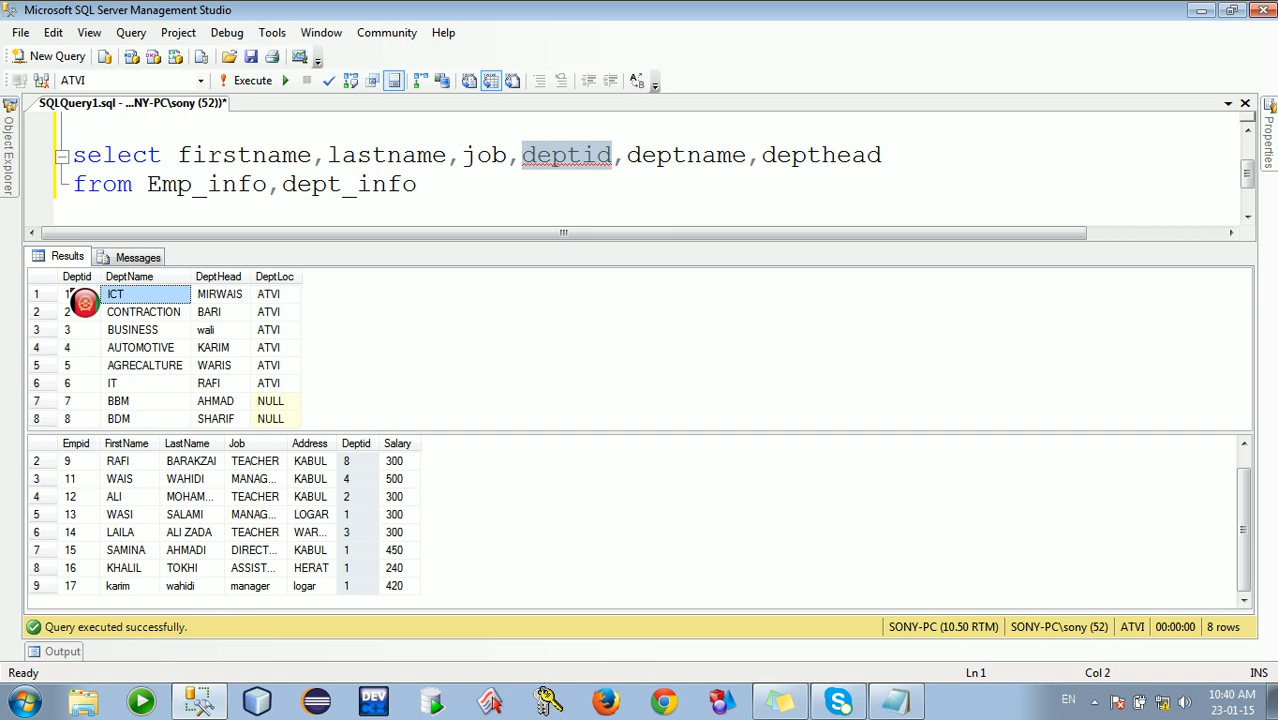 Microsoft SQL Server Management Studio
File Edit View Query Project Debug Tools Window Community Help
New Query
ATVI Execute
SQLQuery1.sql - ...NY-PC\sony (52))*
Object Explorer
Properties
select firstname,lastname,job,deptid,deptname,depthead
from Emp_info,dept_info
Results Messages
Deptid DeptName DeptHead DeptLoc
1 1 ICT MIRWAIS ATVI
2 2 CONTRACTION BARI ATVI
3 3 BUSINESS wali ATVI
4 4 AUTOMOTIVE KARIM ATVI
5 5 AGRECALTURE WARIS ATVI
6 6 IT RAFI ATVI
7 7 BBM AHMAD NULL
8 8 BDM SHARIF NULL
Empid FirstName LastName Job Address Deptid Salary
2 9 RAFI BARAKZAI TEACHER KABUL 8 300
3 11 WAIS WAHIDI MANAG... KABUL 4 500
4 12 ALI MOHAM... TEACHER KABUL 2 300
5 13 WASI SALAMI MANAG... LOGAR 1 300
6 14 LAILA ALI ZADA TEACHER WAR... 3 300
7 15 SAMINA AHMADI DIRECT... KABUL 1 450
8 16 KHALIL TOKHI ASSIST... HERAT 1 240
9 17 karim wahidi manager logar 1 420
Query executed successfully. SONY-PC (10.50 RTM) SONY-PC\sony (52) ATVI 00:00:00 8 rows
Output
Ready Ln 1 Col 2 INS
DEV EN 10:40 AM
23-01-15